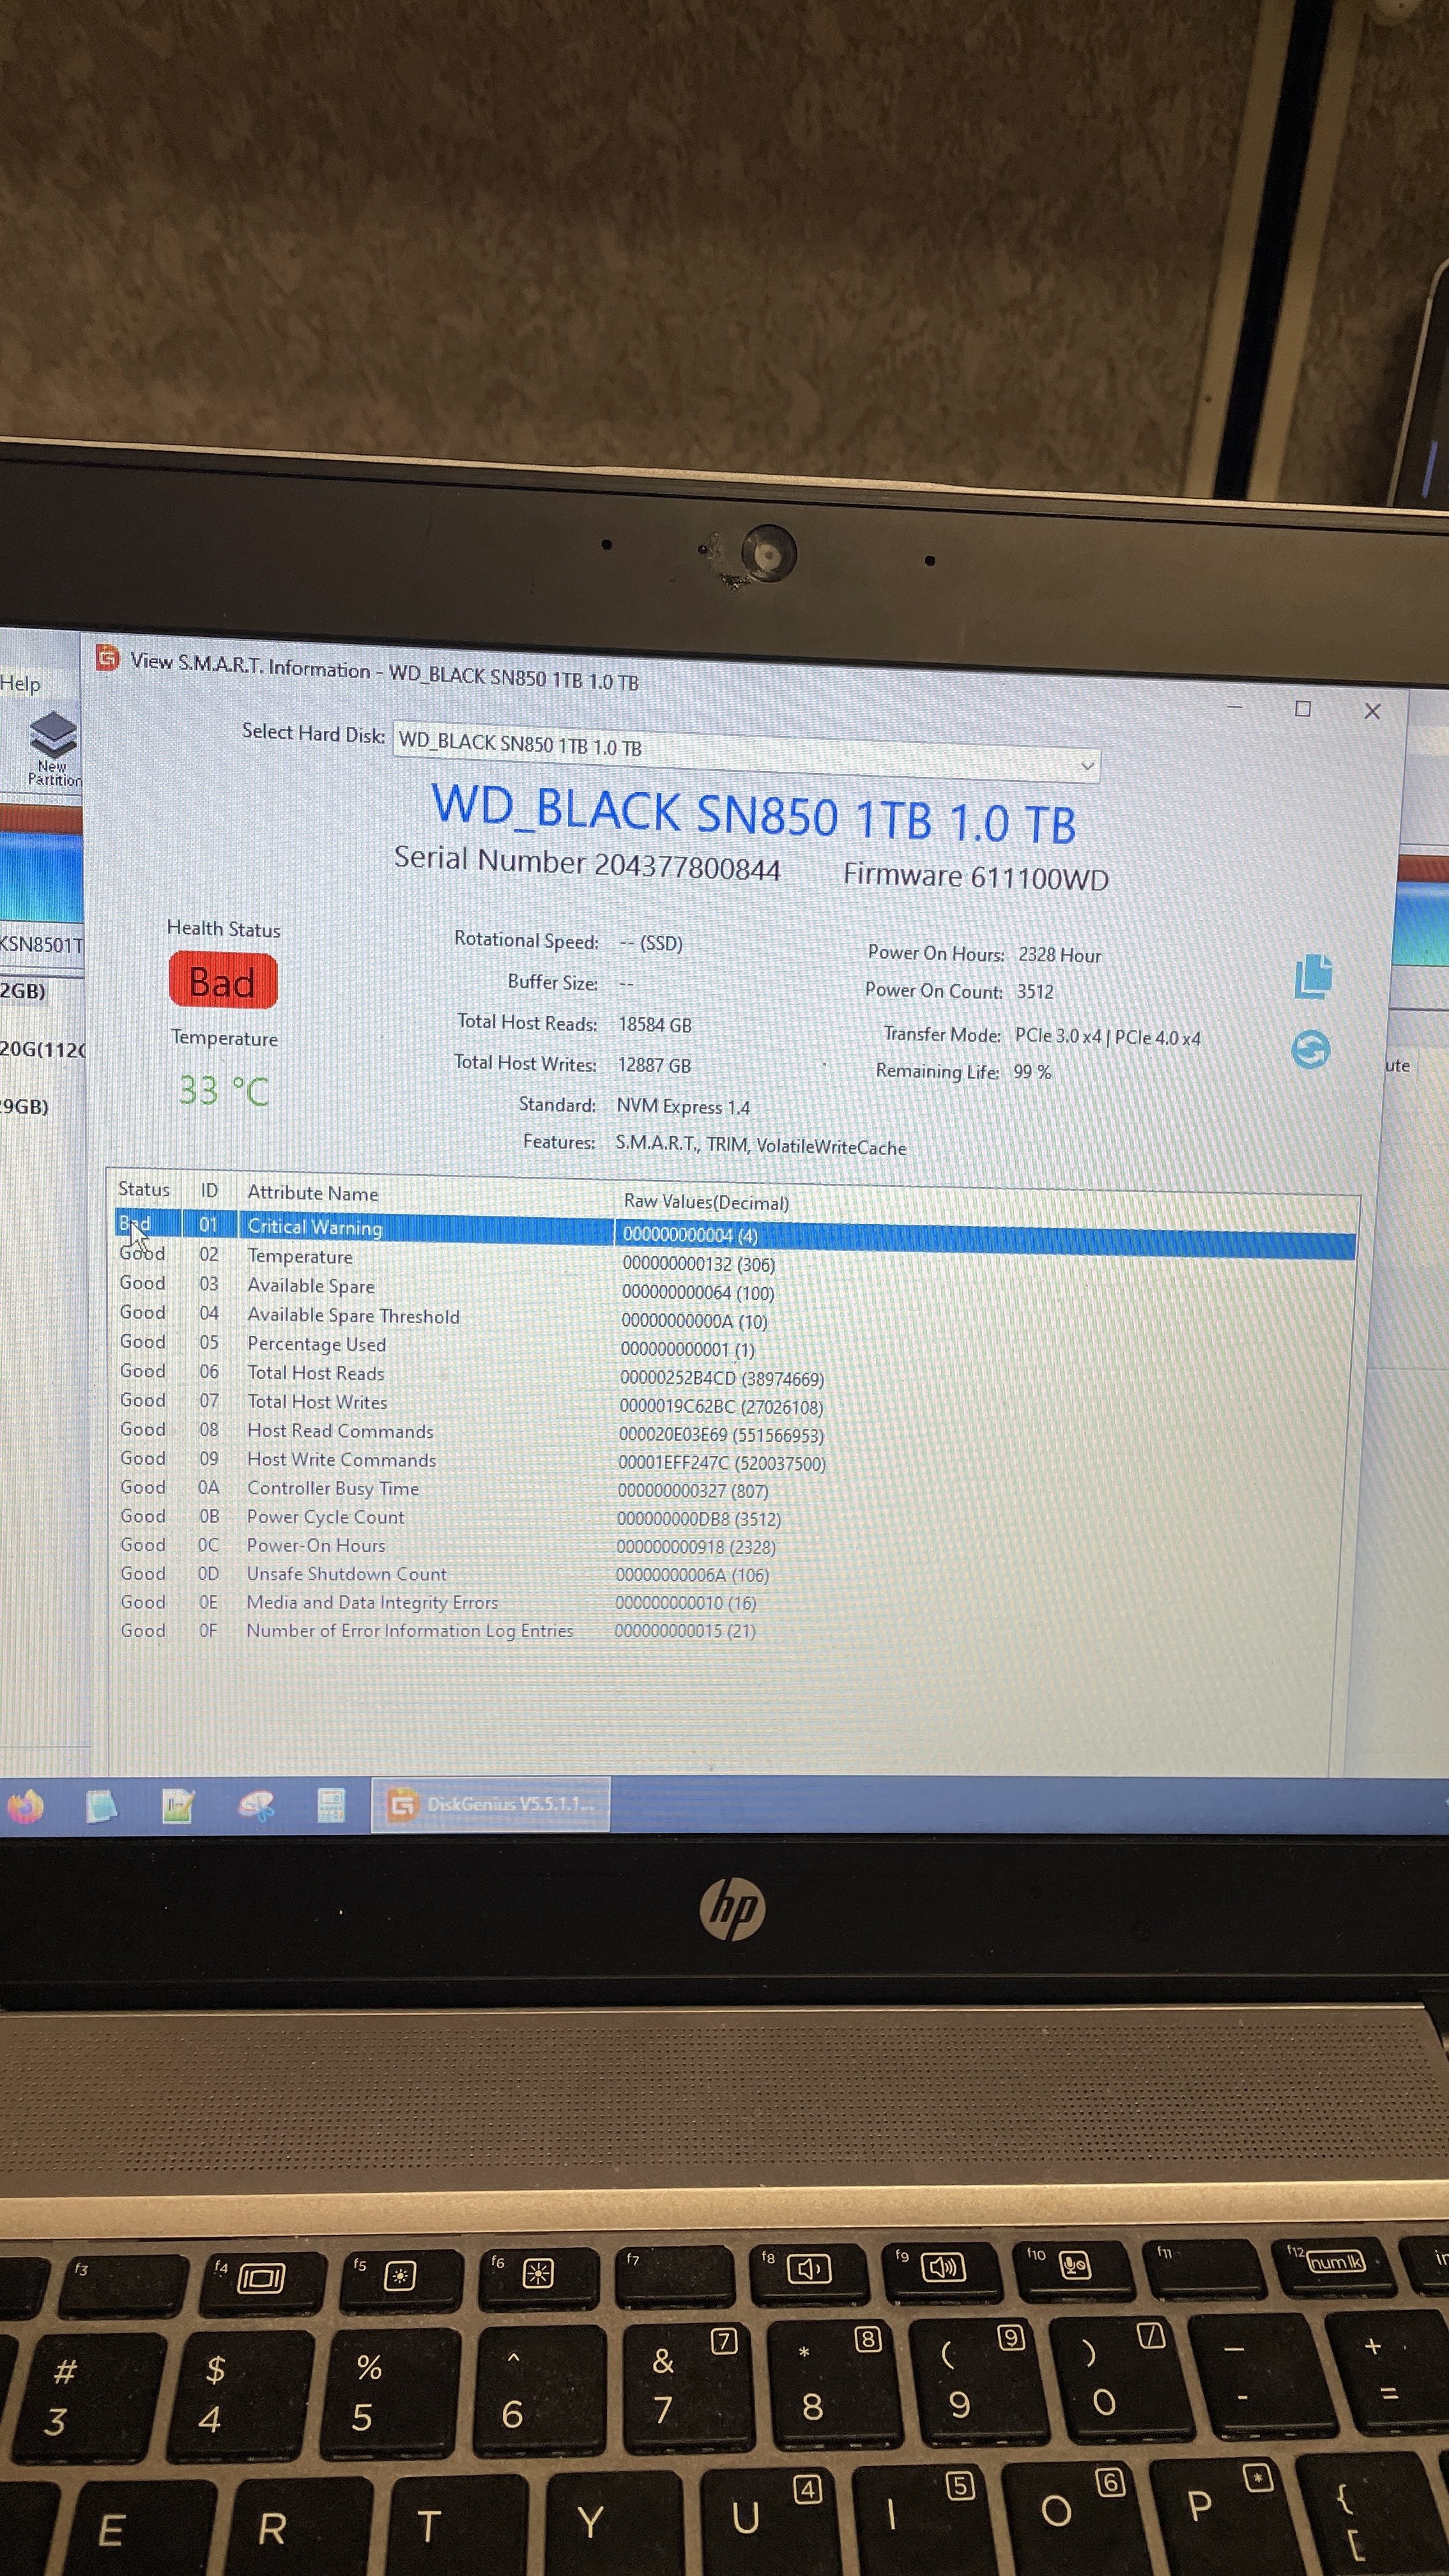 View S.M.A.R.T. Information - WD_BLACK SN850 1TB 1.0 TB
Help
New
Partition
Select Hard Disk: WD_BLACK SN850 1TB 1.0 TB
WD_BLACK SN850 1TB 1.0 TB
Serial Number 204377800844 Firmware 611100WD
Health Status
Bad
Temperature
33 °C
Rotational Speed: -- (SSD)
Buffer Size: --
Total Host Reads: 18584 GB
Total Host Writes: 12887 GB
Standard: NVM Express 1.4
Features: S.M.A.R.T., TRIM, VolatileWriteCache
Power On Hours: 2328 Hour
Power On Count: 3512
Transfer Mode: PCIe 3.0 x4 | PCIe 4.0 x4
Remaining Life: 99 %
KSN8501T
2GB)
20G(112G
29GB)
ute
Status ID Attribute Name Raw Values(Decimal)
Bad 01 Critical Warning 000000000004 (4)
Good 02 Temperature 000000000132 (306)
Good 03 Available Spare 000000000064 (100)
Good 04 Available Spare Threshold 00000000000A (10)
Good 05 Percentage Used 000000000001 (1)
Good 06 Total Host Reads 00000252B4CD (38974669)
Good 07 Total Host Writes 0000019C62BC (27026108)
Good 08 Host Read Commands 000020E03E69 (551566953)
Good 09 Host Write Commands 00001EFF247C (520037500)
Good 0A Controller Busy Time 000000000327 (807)
Good 0B Power Cycle Count 000000000DB8 (3512)
Good 0C Power-On Hours 000000000918 (2328)
Good 0D Unsafe Shutdown Count 00000000006A (106)
Good 0E Media and Data Integrity Errors 000000000010 (16)
Good 0F Number of Error Information Log Entries 000000000015 (21)
DiskGenius V5.5.1.1...
hp
f3 f4 f5 f6 f7 f8 f9 f10 f11 f12 num lk in
# 3 $ 4 % 5 ^ 6 & 7 7 * 8 8 ( 9 9 ) 0 / _ - + =
E R T Y U 4 I 5 O 6 P * { [